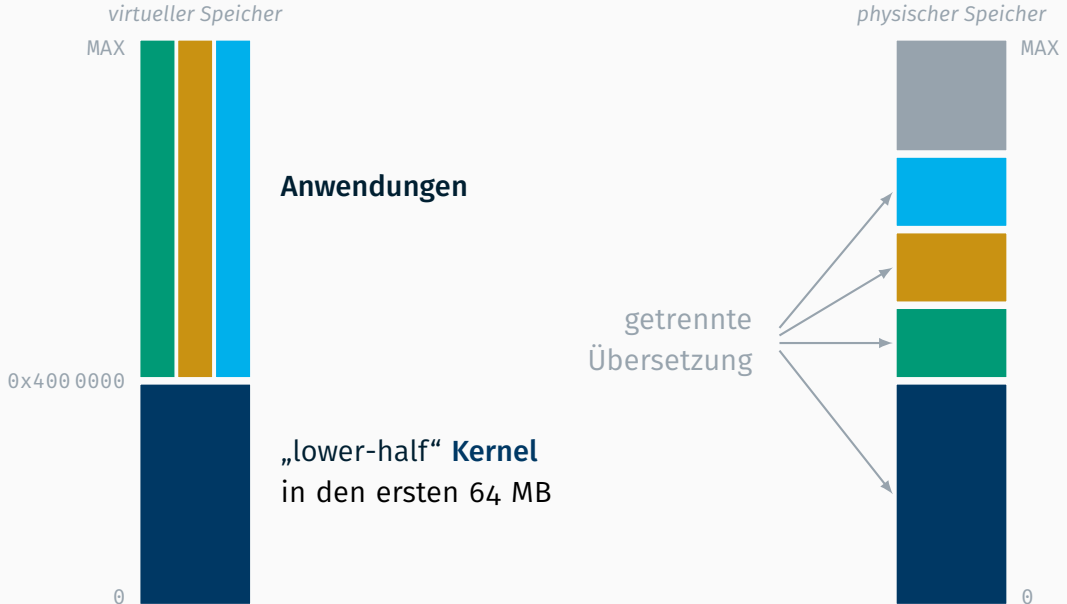 virtueller Speicher
physischer Speicher
MAX
MAX
Anwendungen
getrennte
Übersetzung
0x400 0000
„lower-half“ Kernel
in den ersten 64 MB
0
0